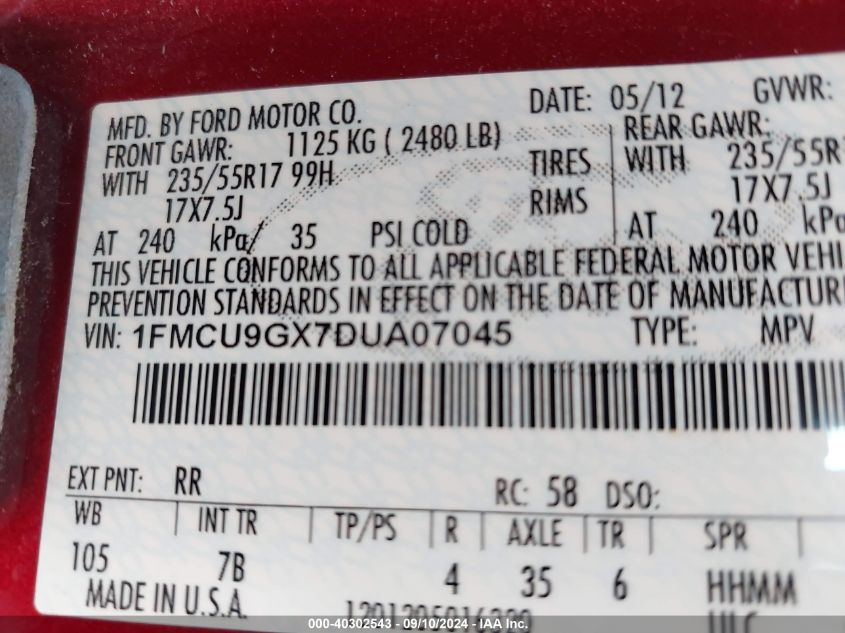 MFD. BY FORD MOTOR CO. DATE: 05/12 GVWR:
FRONT GAWR: 1125 KG ( 2480 LB) REAR GAWR:
WITH 235/55R17 99H TIRES WITH 235/55R1
17X7.5J RIMS 17X7.5J
AT 240 kPa/ 35 PSI COLD AT 240 kPa
THIS VEHICLE CONFORMS TO ALL APPLICABLE FEDERAL MOTOR VEHI
PREVENTION STANDARDS IN EFFECT ON THE DATE OF MANUFACTUR
VIN: 1FMCU9GX7DUA07045 TYPE: MPV
EXT PNT: RR RC: 58 DSO:
WB INT TR TP/PS R AXLE TR SPR
105 7B 4 35 6 HHMM
MADE IN U.S.A.
000-40302543 - 09/10/2024 - IAA Inc.